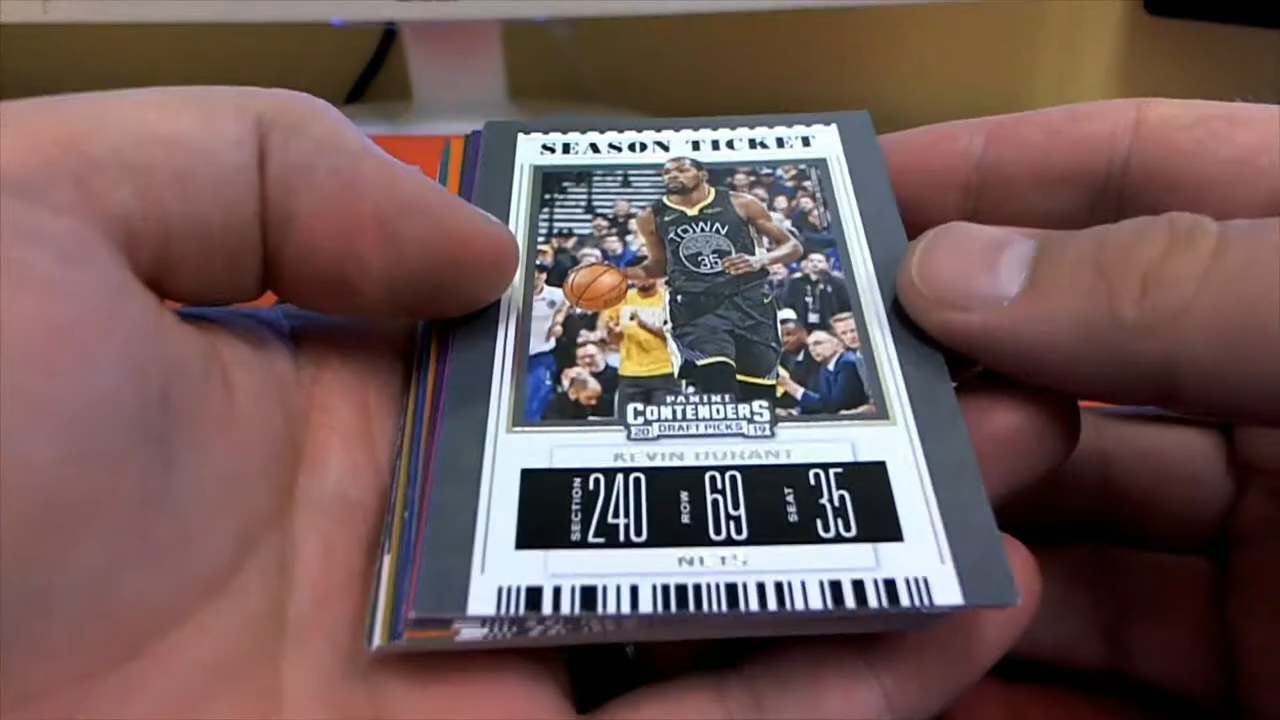 SEASON TICKET
TOWN
35
PANINI
CONTENDERS
20 DRAFT PICKS 19
KEVIN DURANT
SECTION 240 ROW 69 SEAT 35
NETS